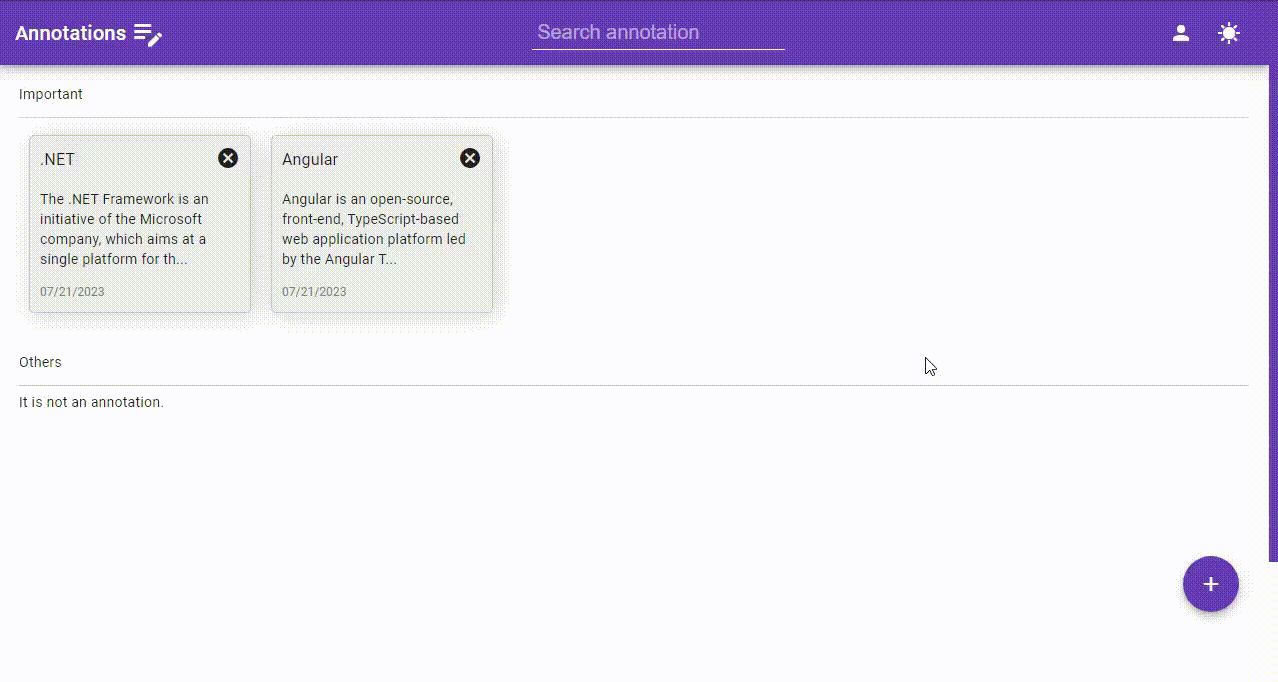 Annotations
Search annotation
Important
.NET
The .NET Framework is an
initiative of the Microsoft
company, which aims at a
single platform for th...
07/21/2023
Angular
Angular is an open-source,
front-end, TypeScript-based
web application platform led
by the Angular T...
07/21/2023
Others
It is not an annotation.